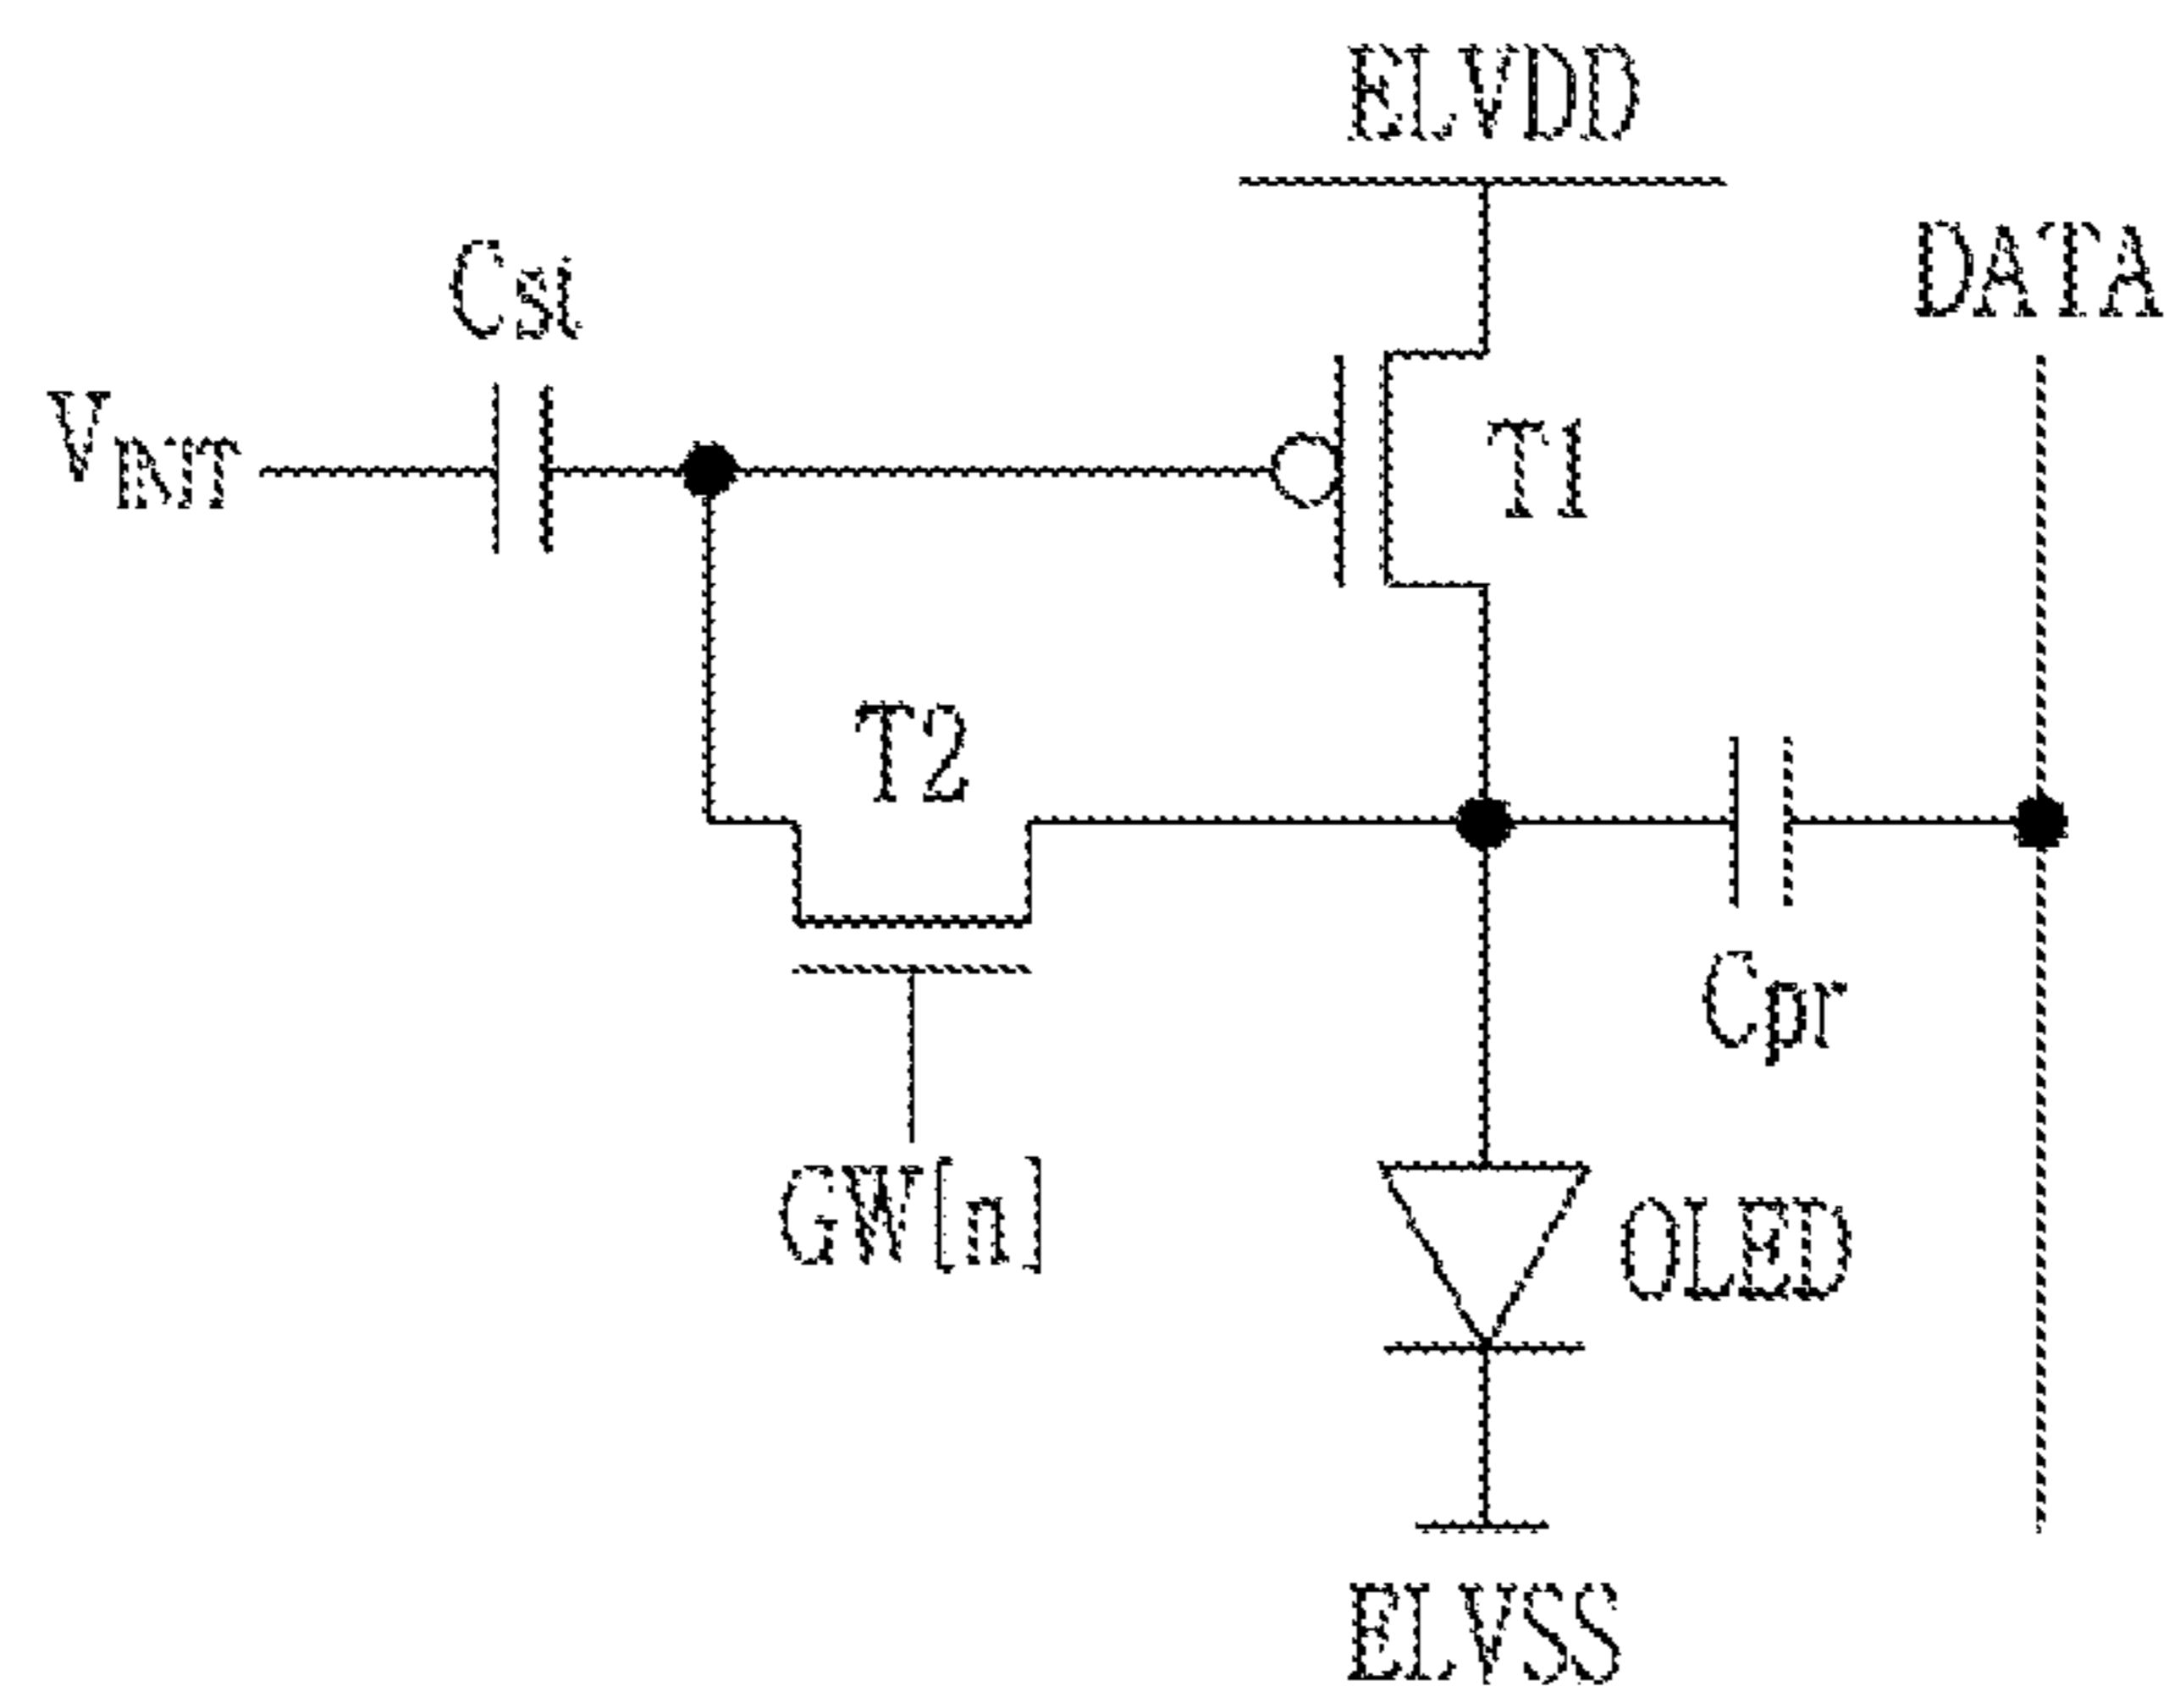 ELVDD
DATA
Cst
VINIT
T1
T2
Cpr
GW[n]
OLED
ELVSS